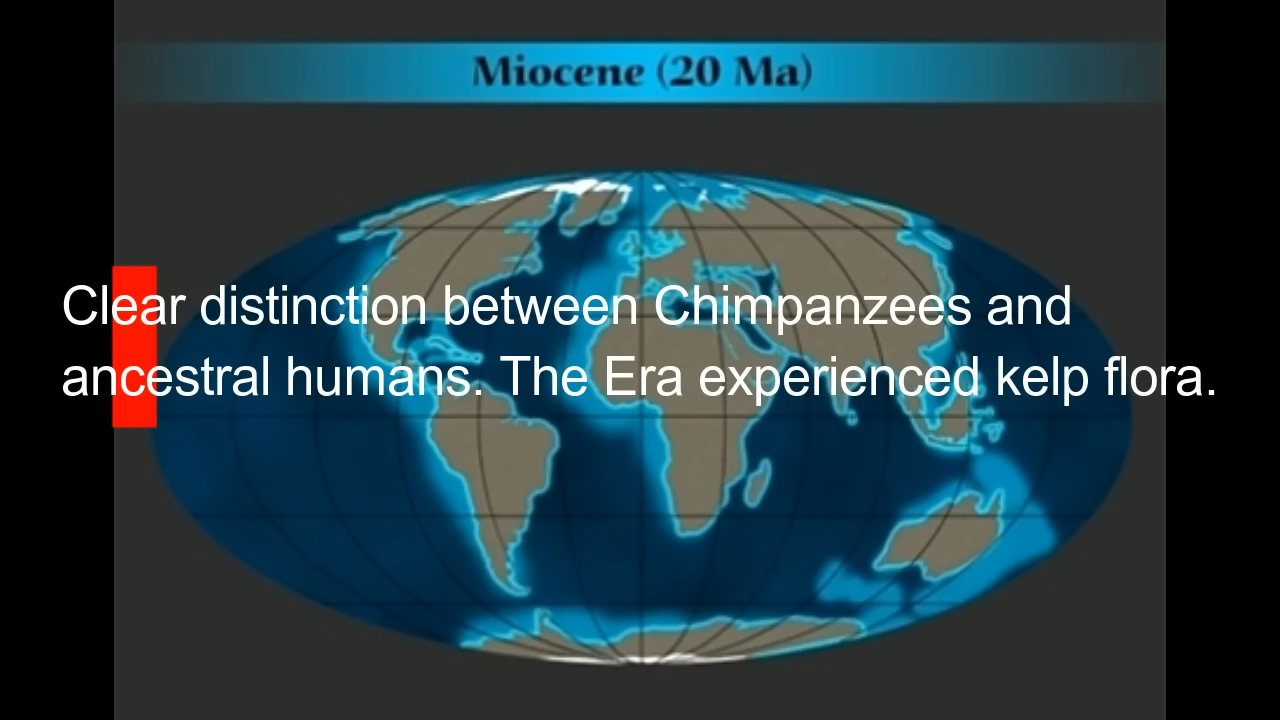 Miocene (20 Ma)
Clear distinction between Chimpanzees and
ancestral humans. The Era experienced kelp flora.